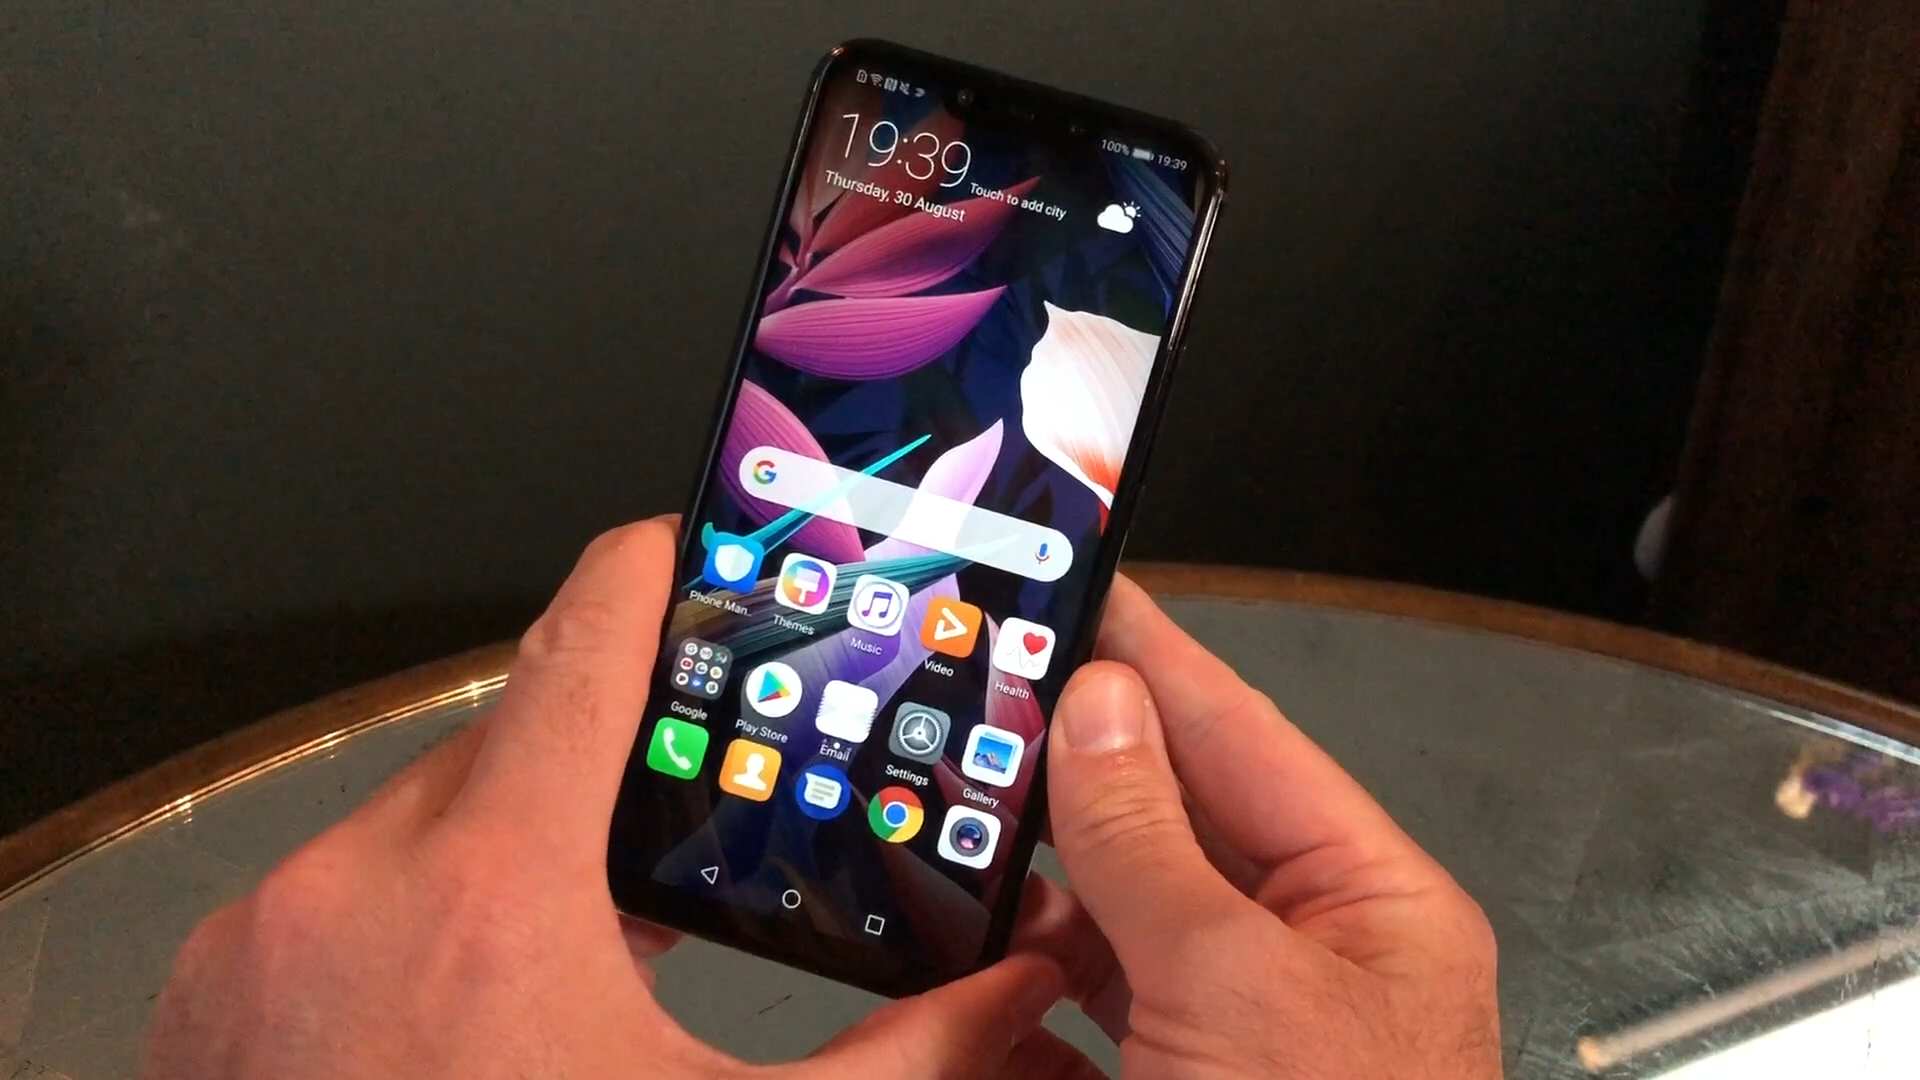 100% 19:39
19:39
Thursday, 30 August
Touch to add city
G
Phone Man..
Themes
Music
Video
Health
Google
Play Store
Email
Settings
Gallery